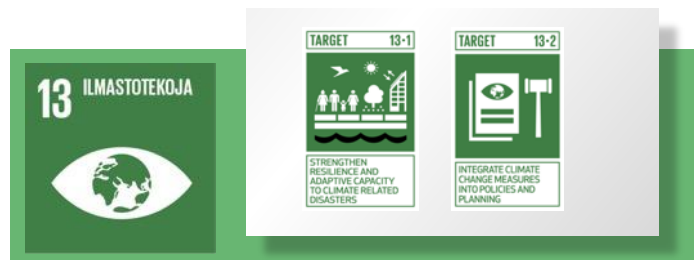 13 ILMASTOTEKOJA
TARGET 13·1
STRENGTHEN
RESILIENCE AND
ADAPTIVE CAPACITY
TO CLIMATE RELATED
DISASTERS
TARGET 13·2
INTEGRATE CLIMATE
CHANGE MEASURES
INTO POLICIES AND
PLANNING